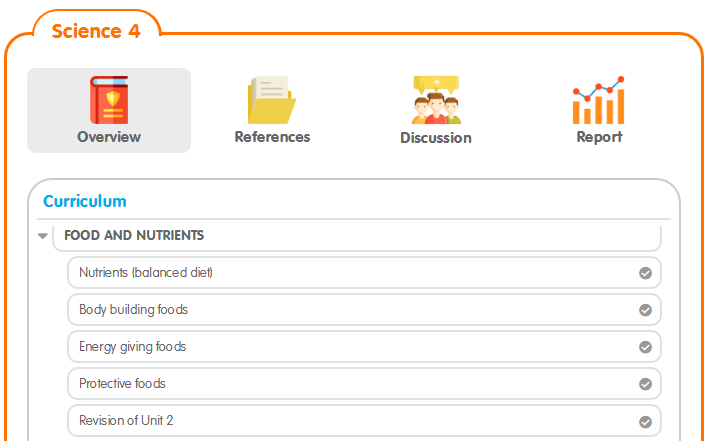 Science 4
Overview References Discussion Report
Curriculum
FOOD AND NUTRIENTS
Nutrients (balanced diet)
Body building foods
Energy giving foods
Protective foods
Revision of Unit 2